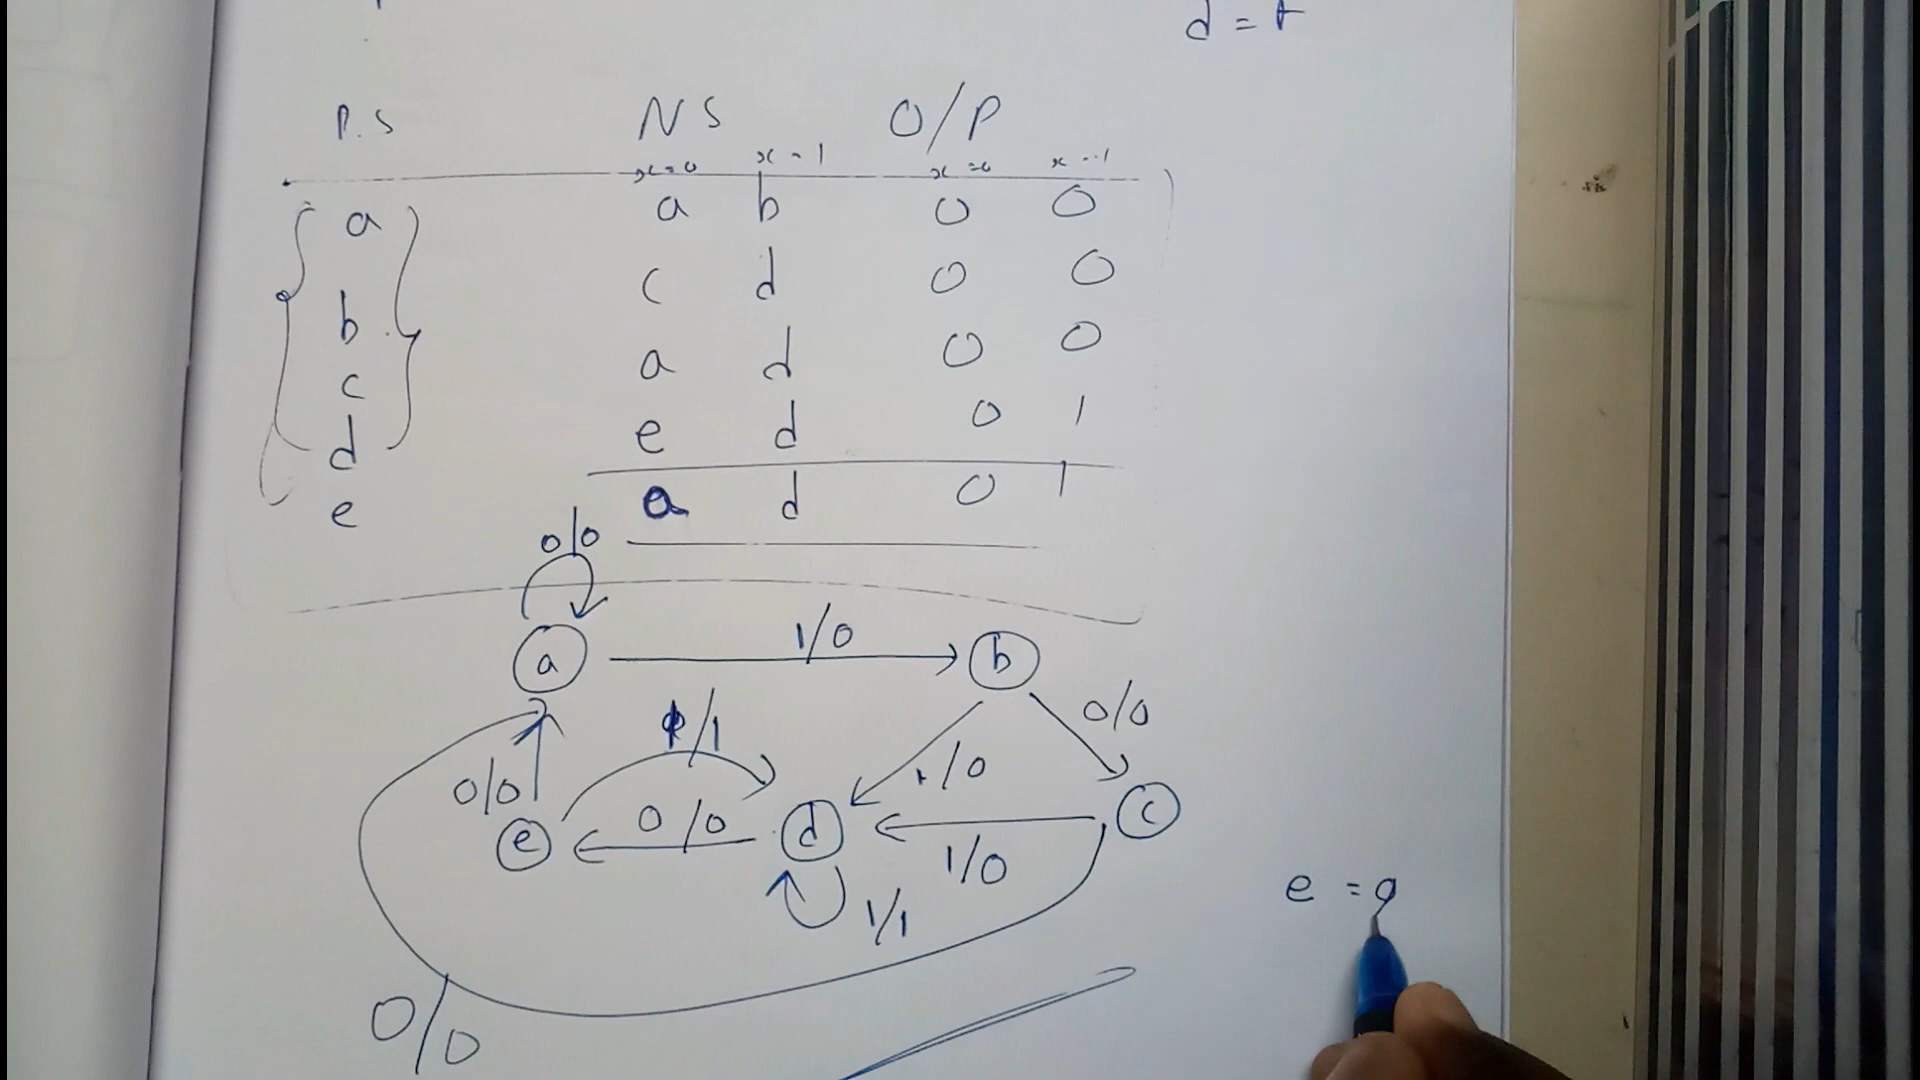 d = f
P.S NS O/P
x=0 x=1 x=0 x=1
a a b 0 0
b c d 0 0
c a d 0 0
d e d 0 1
e a d 0 1
0/0
a 1/0 b
1/1 0/0
0/0 1/0
e 0/0 d c
1/0
1/1
e = g
0/0